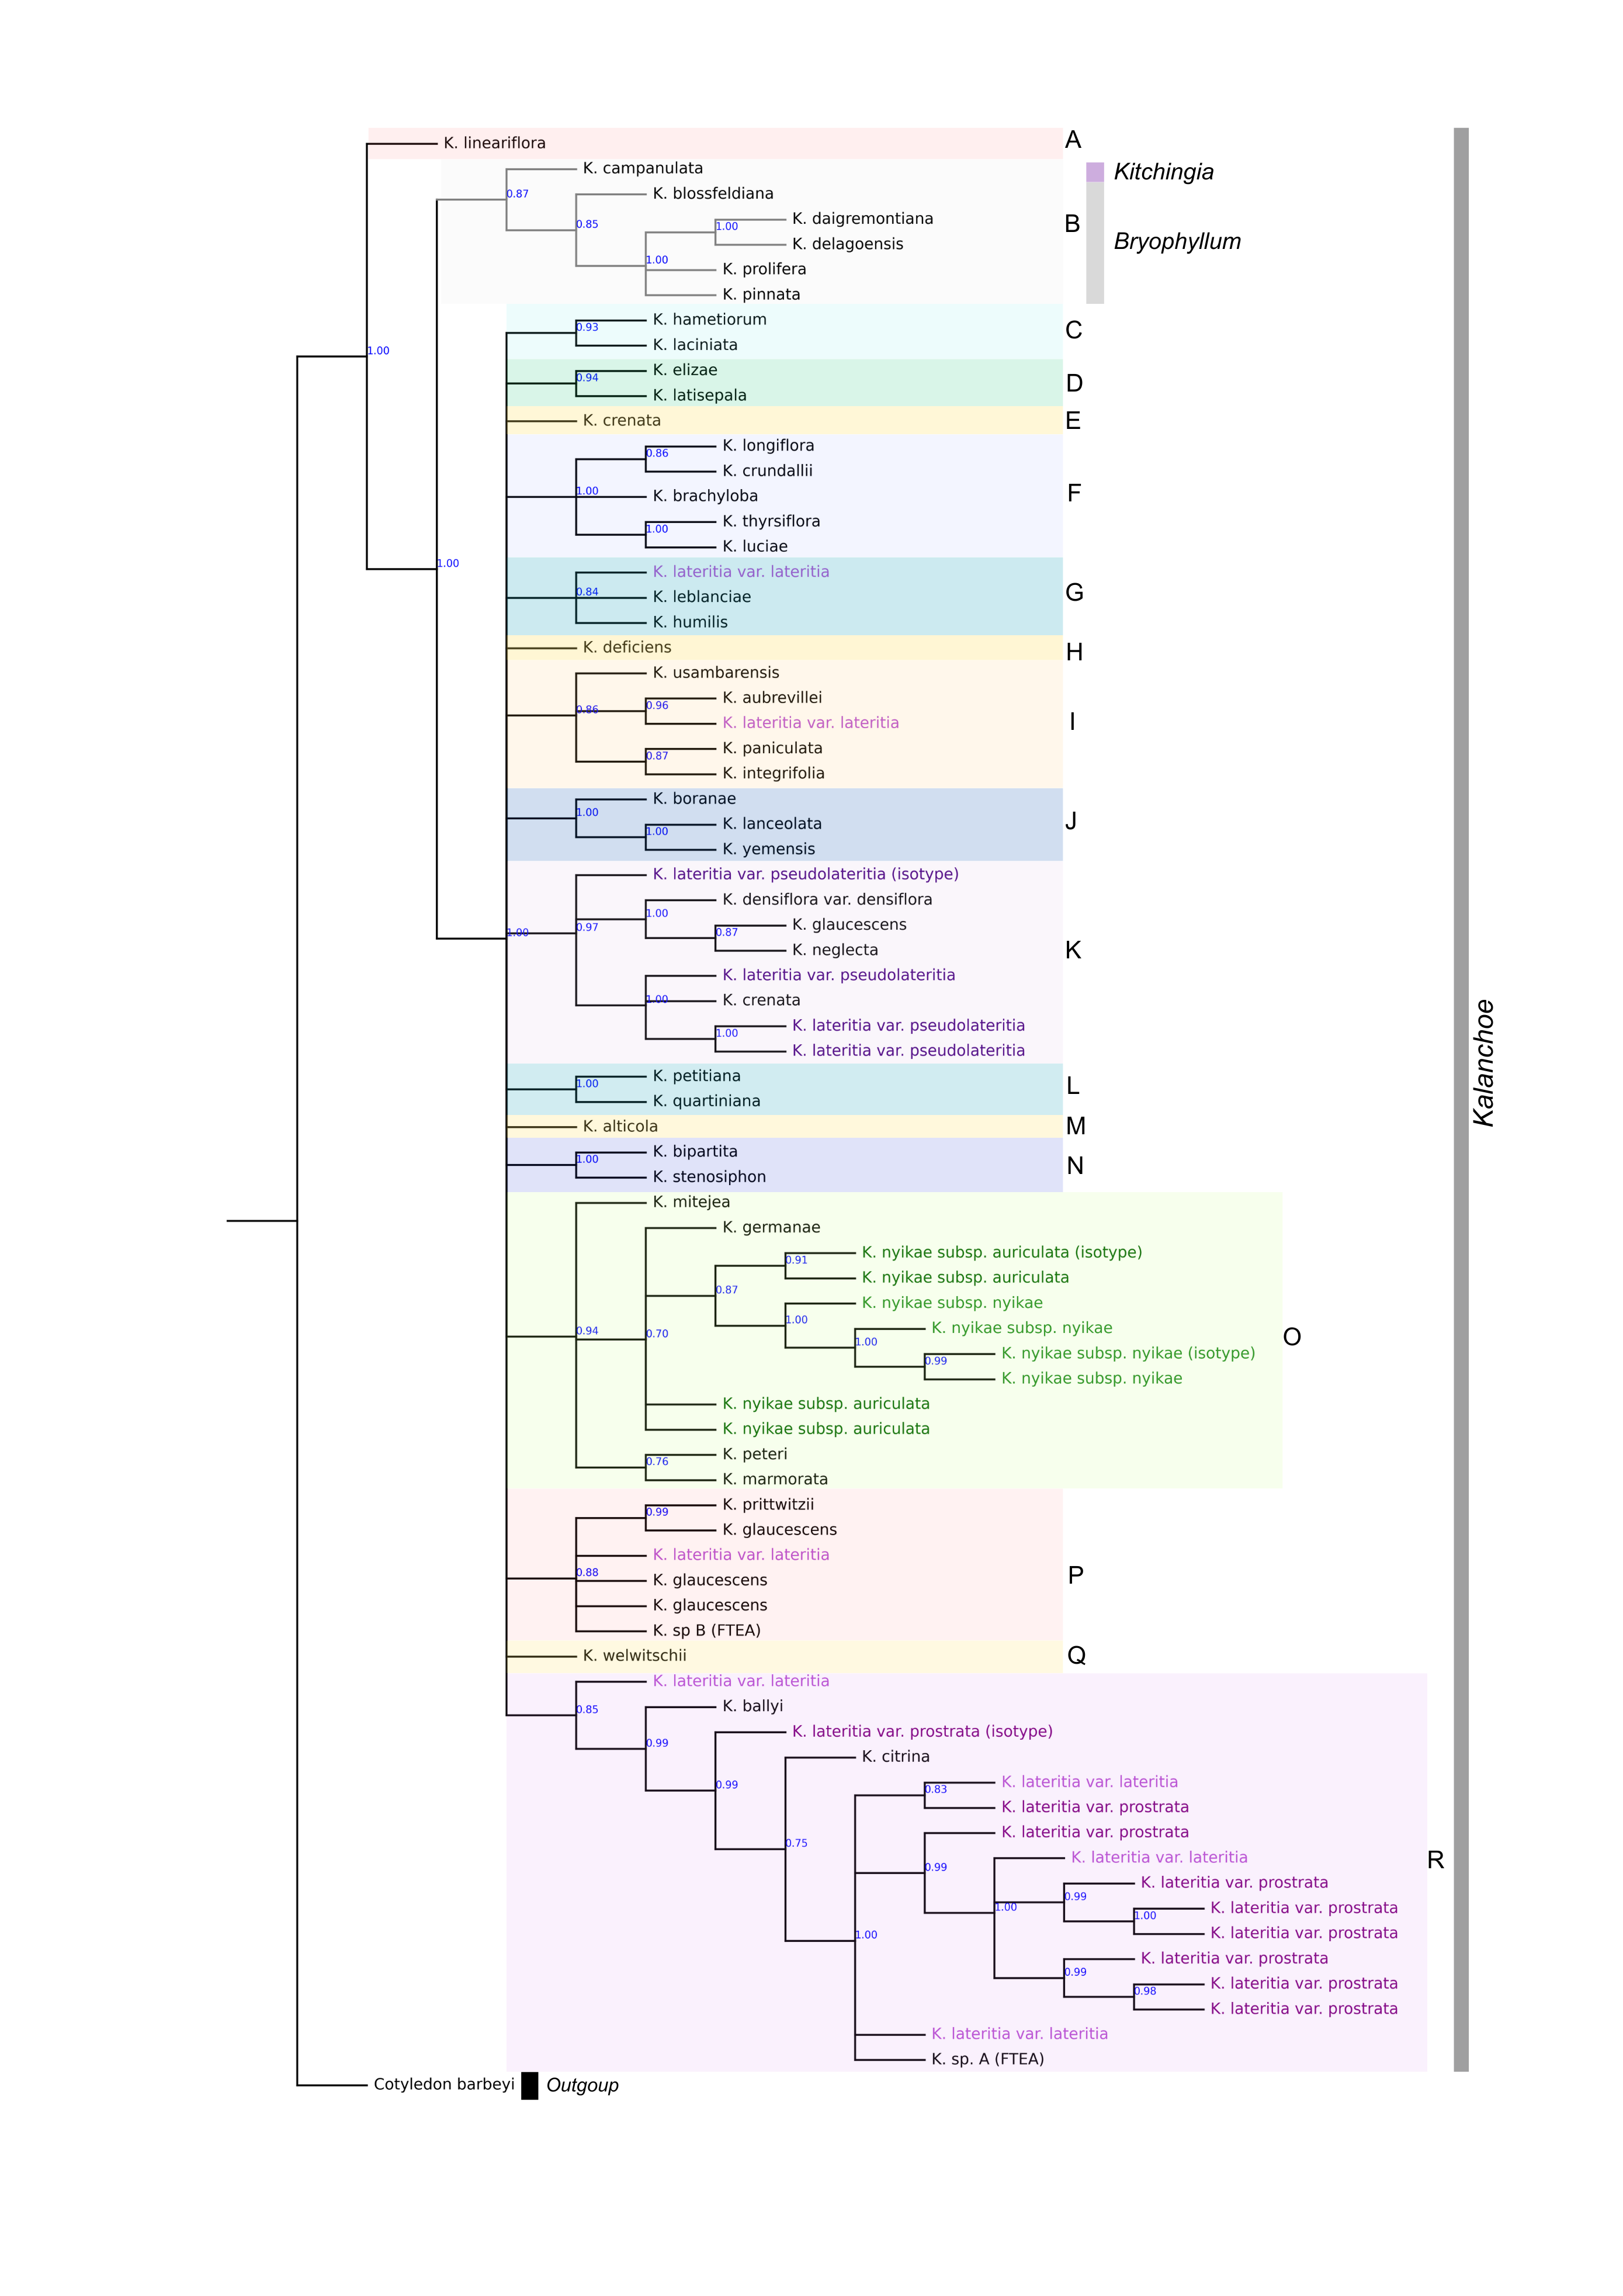 K. lineariflora
A
K. campanulata
Kitchingia
0.87
K. blossfeldiana
K. daigremontiana
0.85
1.00
B
K. delagoensis
Bryophyllum
1.00
K. prolifera
K. pinnata
K. hametiorum
0.93
C
K. laciniata
1.00
K. elizae
0.94
D
K. latisepala
K. crenata
E
K. longiflora
0.86
K. crundallii
1.00
F
K. brachyloba
K. thyrsiflora
1.00
K. luciae
1.00
K. lateritia var. lateritia
0.84
G
K. leblanciae
K. humilis
K. deficiens
H
K. usambarensis
K. aubrevillei
0.96
0.86
K. lateritia var. lateritia
I
K. paniculata
0.87
K. integrifolia
K. boranae
1.00
K. lanceolata
J
1.00
K. yemensis
K. lateritia var. pseudolateritia (isotype)
K. densiflora var. densiflora
1.00
K. glaucescens
0.97
1.00
0.87
K. neglecta
K
K. lateritia var. pseudolateritia
1.00
K. crenata
K. lateritia var. pseudolateritia
1.00
K. lateritia var. pseudolateritia
Kalanchoe
K. petitiana
1.00
L
K. quartiniana
K. alticola
M
K. bipartita
1.00
N
K. stenosiphon
K. mitejea
K. germanae
K. nyikae subsp. auriculata (isotype)
0.91
K. nyikae subsp. auriculata
0.87
K. nyikae subsp. nyikae
1.00
K. nyikae subsp. nyikae
0.94
0.70
1.00
O
K. nyikae subsp. nyikae (isotype)
0.99
K. nyikae subsp. nyikae
K. nyikae subsp. auriculata
K. nyikae subsp. auriculata
K. peteri
0.76
K. marmorata
K. prittwitzii
0.99
K. glaucescens
K. lateritia var. lateritia
0.88
P
K. glaucescens
K. glaucescens
K. sp B (FTEA)
K. welwitschii
Q
K. lateritia var. lateritia
0.85
K. ballyi
K. lateritia var. prostrata (isotype)
0.99
K. citrina
0.99
K. lateritia var. lateritia
0.83
K. lateritia var. prostrata
K. lateritia var. prostrata
0.75
K. lateritia var. lateritia
R
0.99
K. lateritia var. prostrata
0.99
1.00
K. lateritia var. prostrata
1.00
K. lateritia var. prostrata
1.00
K. lateritia var. prostrata
0.99
K. lateritia var. prostrata
0.98
K. lateritia var. prostrata
K. lateritia var. lateritia
K. sp. A (FTEA)
Cotyledon barbeyi
Outgoup